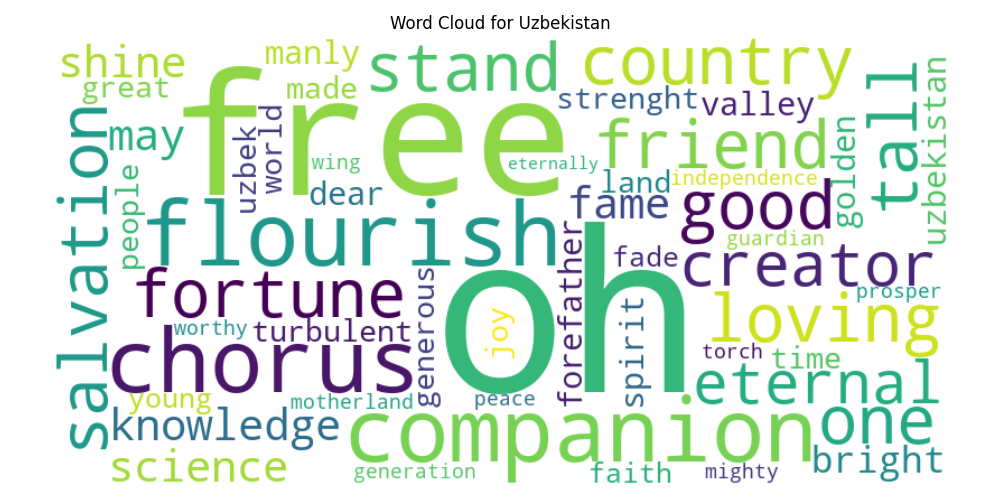 Word Cloud for Uzbekistan
shine
manly
stand
country
great
made
free
strenght
valley
tall
uzbekistan
salvation
may
uzbek
world
wing
eternally
friend
golden
people
dear
land
independence
flourish
fame
good
guardian
fortune
generous
oh
forefather
fade
creator
spirit
prosper
worthy
turbulent
joy
loving
chorus
torch
time
young
motherland
peace
eternal
knowledge
companion
one
science
generation
faith
mighty
bright